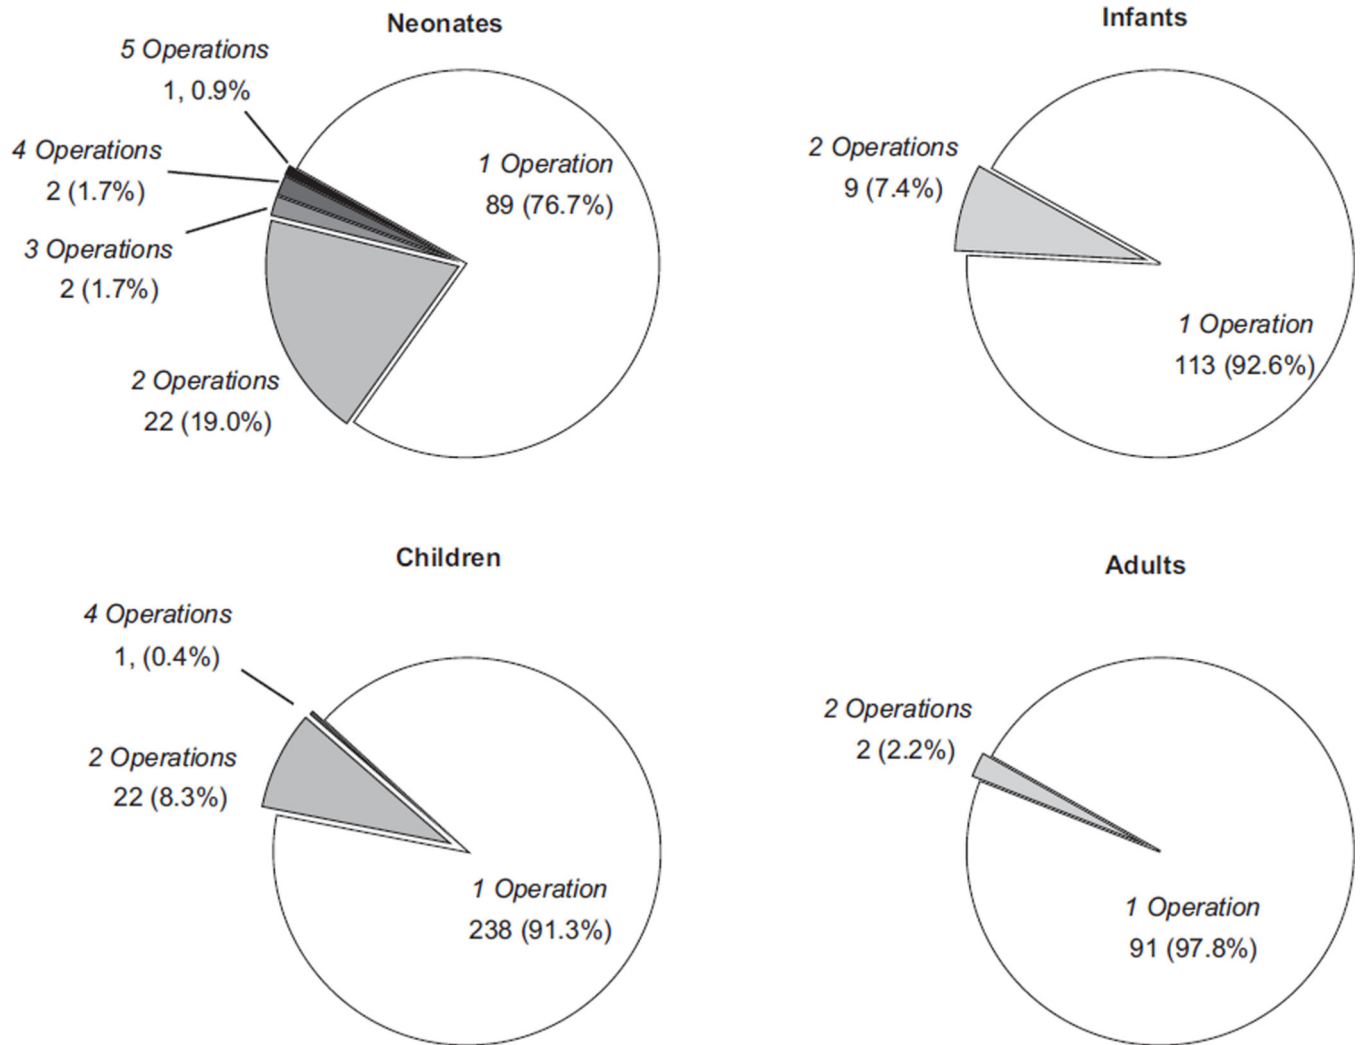 Neonates
5 Operations
1, 0.9%
4 Operations
2 (1.7%)
3 Operations
2 (1.7%)
2 Operations
22 (19.0%)
1 Operation
89 (76.7%)
Infants
2 Operations
9 (7.4%)
1 Operation
113 (92.6%)
Children
4 Operations
1, (0.4%)
2 Operations
22 (8.3%)
1 Operation
238 (91.3%)
Adults
2 Operations
2 (2.2%)
1 Operation
91 (97.8%)